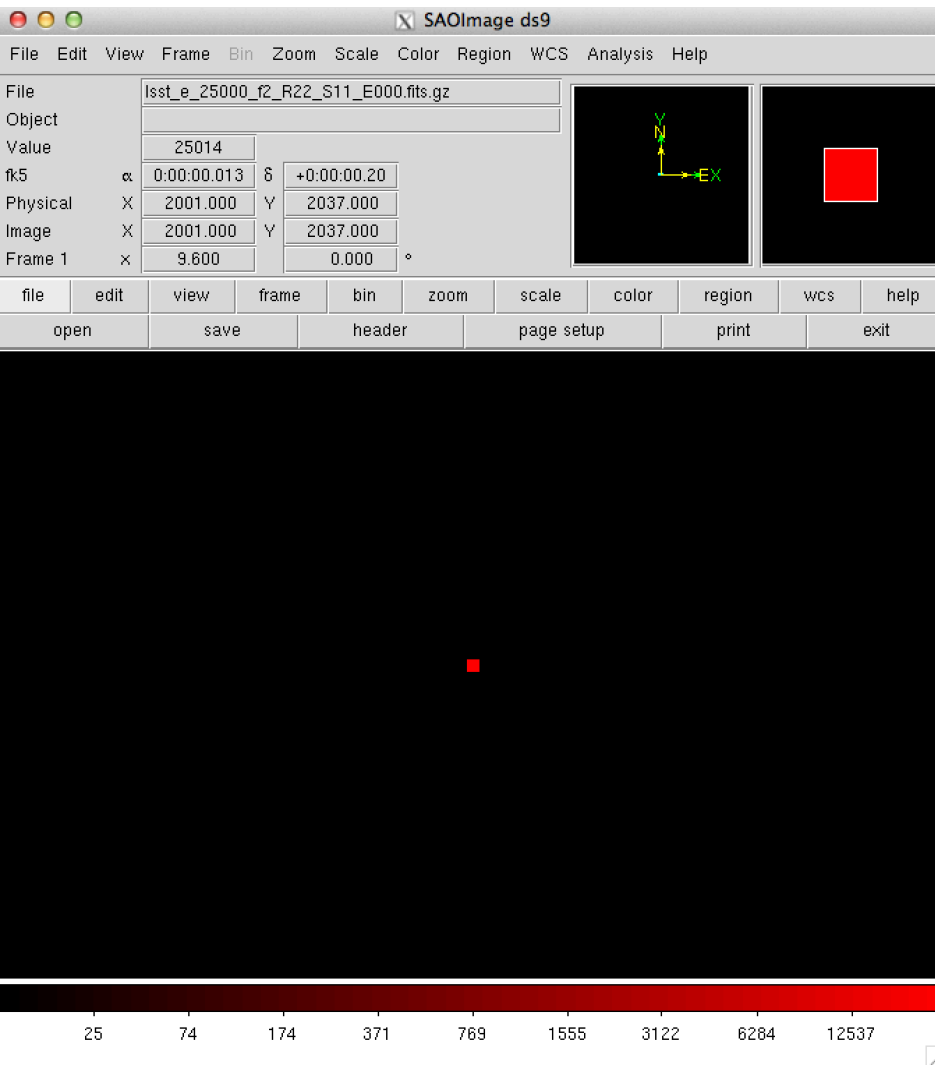 X SAOImage ds9
File Edit View Frame Bin Zoom Scale Color Region WCS Analysis Help
File lsst_e_25000_f2_R22_S11_E000.fits.gz
Object
Value 25014
fk5 α 0:00:00.013 δ +0:00:00.20
Physical X 2001.000 Y 2037.000
Image X 2001.000 Y 2037.000
Frame 1 x 9.600 0.000 °
Y
N
EX
file edit view frame bin zoom scale color region wcs help
open save header page setup print exit
25 74 174 371 769 1555 3122 6284 12537